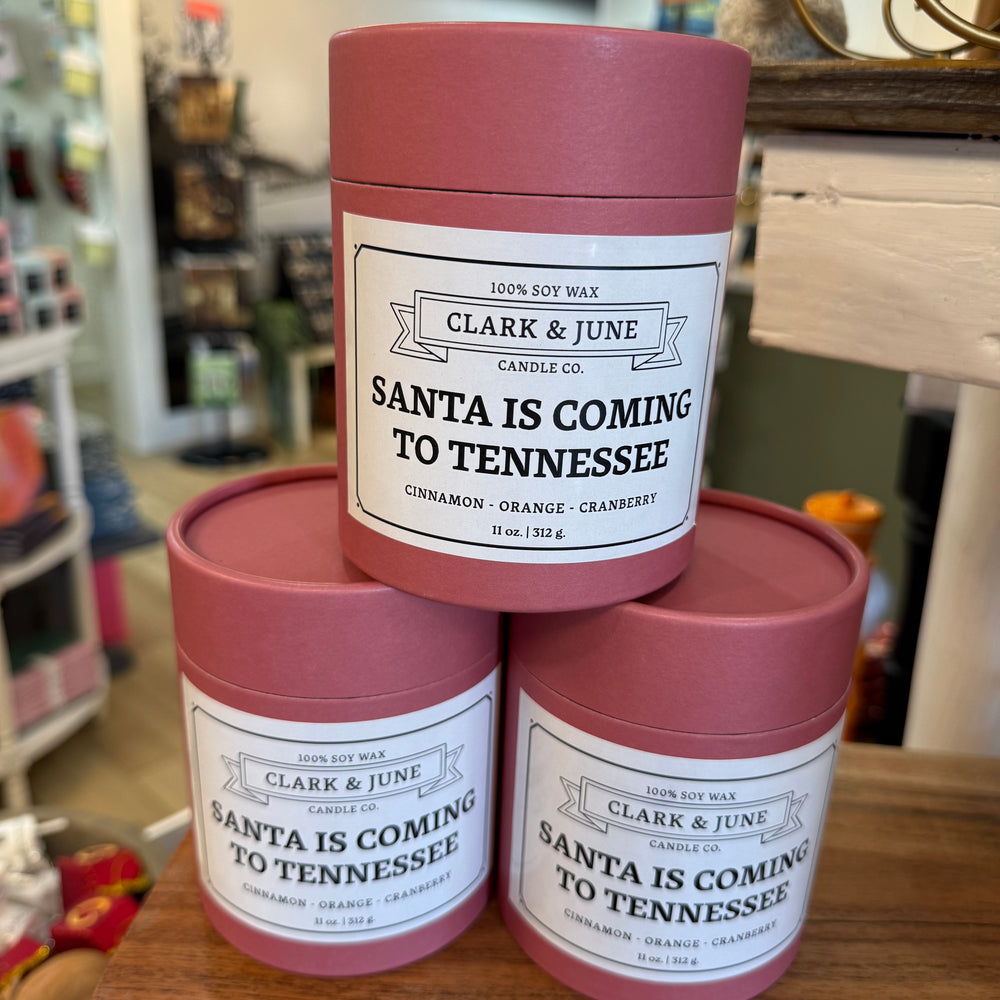 100% SOY WAX
CLARK & JUNE
CANDLE CO.
SANTA IS COMING
TO TENNESSEE
CINNAMON - ORANGE - CRANBERRY
11 oz. | 312 g.
100% SOY WAX
CLARK & JUNE
CANDLE CO.
SANTA IS COMING
TO TENNESSEE
CINNAMON - ORANGE - CRANBERRY
11 oz. | 312 g.
100% SOY WAX
CLARK & JUNE
CANDLE CO.
SANTA IS COMING
TO TENNESSEE
CINNAMON - ORANGE - CRANBERRY
11 oz. | 312 g.